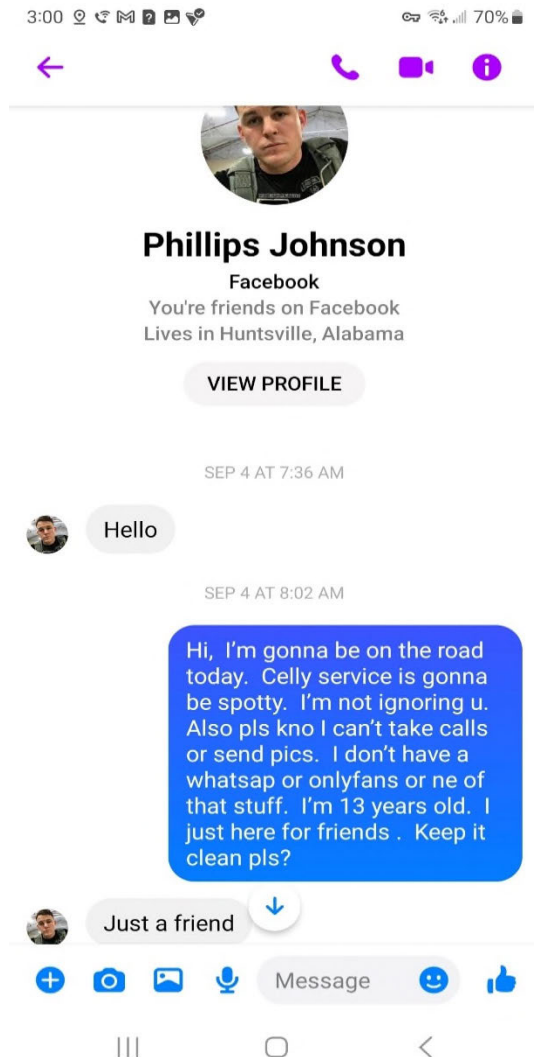 3:00 70%
Phillips Johnson
Facebook
You're friends on Facebook
Lives in Huntsville, Alabama
VIEW PROFILE
SEP 4 AT 7:36 AM
Hello
SEP 4 AT 8:02 AM
Hi, I'm gonna be on the road
today. Celly service is gonna
be spotty. I'm not ignoring u.
Also pls kno I can't take calls
or send pics. I don't have a
whatsap or onlyfans or ne of
that stuff. I'm 13 years old. I
just here for friends . Keep it
clean pls?
Just a friend
Message